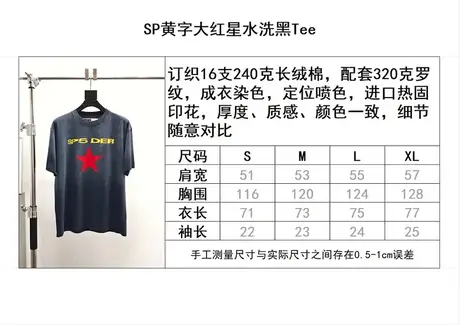 SP黄字大红星水洗黑Tee
订织16支240克长绒棉，配套320克罗
纹，成衣染色，定位喷色，进口热固
印花，厚度、质感、颜色一致，细节
随意对比
SP5 DER
尺码 S M L XL
肩宽 51 53 55 57
胸围 116 120 124 128
衣长 71 73 75 77
袖长 22 23 24 25
手工测量尺寸与实际尺寸之间存在0.5-1cm误差